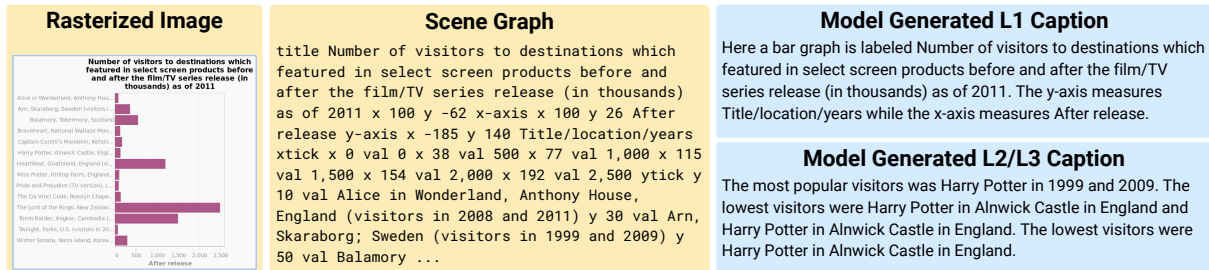 Rasterized Image
Number of visitors to destinations which
featured in select screen products before
and after the film/TV series release (in
thousands) as of 2011
Alice in Wonderland, Anthony Hou...
Arn, Skaraborg; Sweden (visitors i...
Balamory, Tobermory, Scotland
Braveheart, National Wallace Mon...
Captain Corelli's Mandolin, Kefalo...
Harry Potter, Alnwick Castle, Engl...
Heartbeat, Goathland, England (vi...
Miss Potter, Hilltop Farm, England...
Pride and Prejudice (TV version), L...
The Da Vinci Code, Rosslyn Chape...
The Lord of the Rings, New Zealan...
Tomb Raider, Angkor, Cambodia (...
Twilight, Forks, U.S. (visitors in 20...
Winter Sonata, Nami Island, Korea...
0 500 1,000 1,500 2,000 2,500
After release
Scene Graph
title Number of visitors to destinations which
featured in select screen products before and
after the film/TV series release (in thousands)
as of 2011 x 100 y -62 x-axis x 100 y 26 After
release y-axis x -185 y 140 Title/location/years
xtick x 0 val 0 x 38 val 500 x 77 val 1,000 x 115
val 1,500 x 154 val 2,000 x 192 val 2,500 ytick y
10 val Alice in Wonderland, Anthony House,
England (visitors in 2008 and 2011) y 30 val Arn,
Skaraborg; Sweden (visitors in 1999 and 2009) y
50 val Balamory ...
Model Generated L1 Caption
Here a bar graph is labeled Number of visitors to destinations which
featured in select screen products before and after the film/TV
series release (in thousands) as of 2011. The y-axis measures
Title/location/years while the x-axis measures After release.
Model Generated L2/L3 Caption
The most popular visitors was Harry Potter in 1999 and 2009. The
lowest visitors were Harry Potter in Alnwick Castle in England and
Harry Potter in Alnwick Castle in England. The lowest visitors were
Harry Potter in Alnwick Castle in England.